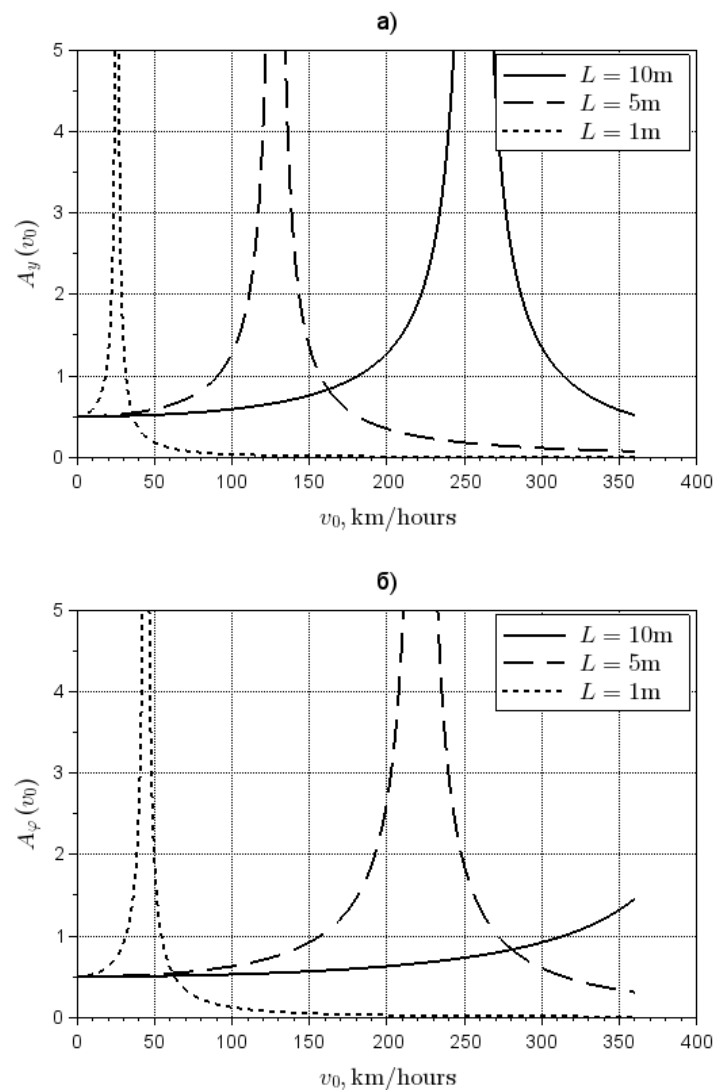 а)
5
4
3
2
1
0
A_y(v_0)
L = 10m
L = 5m
L = 1m
0 50 100 150 200 250 300 350 400
v_0, km/hours
б)
5
4
3
2
1
0
A_φ(v_0)
L = 10m
L = 5m
L = 1m
0 50 100 150 200 250 300 350 400
v_0, km/hours